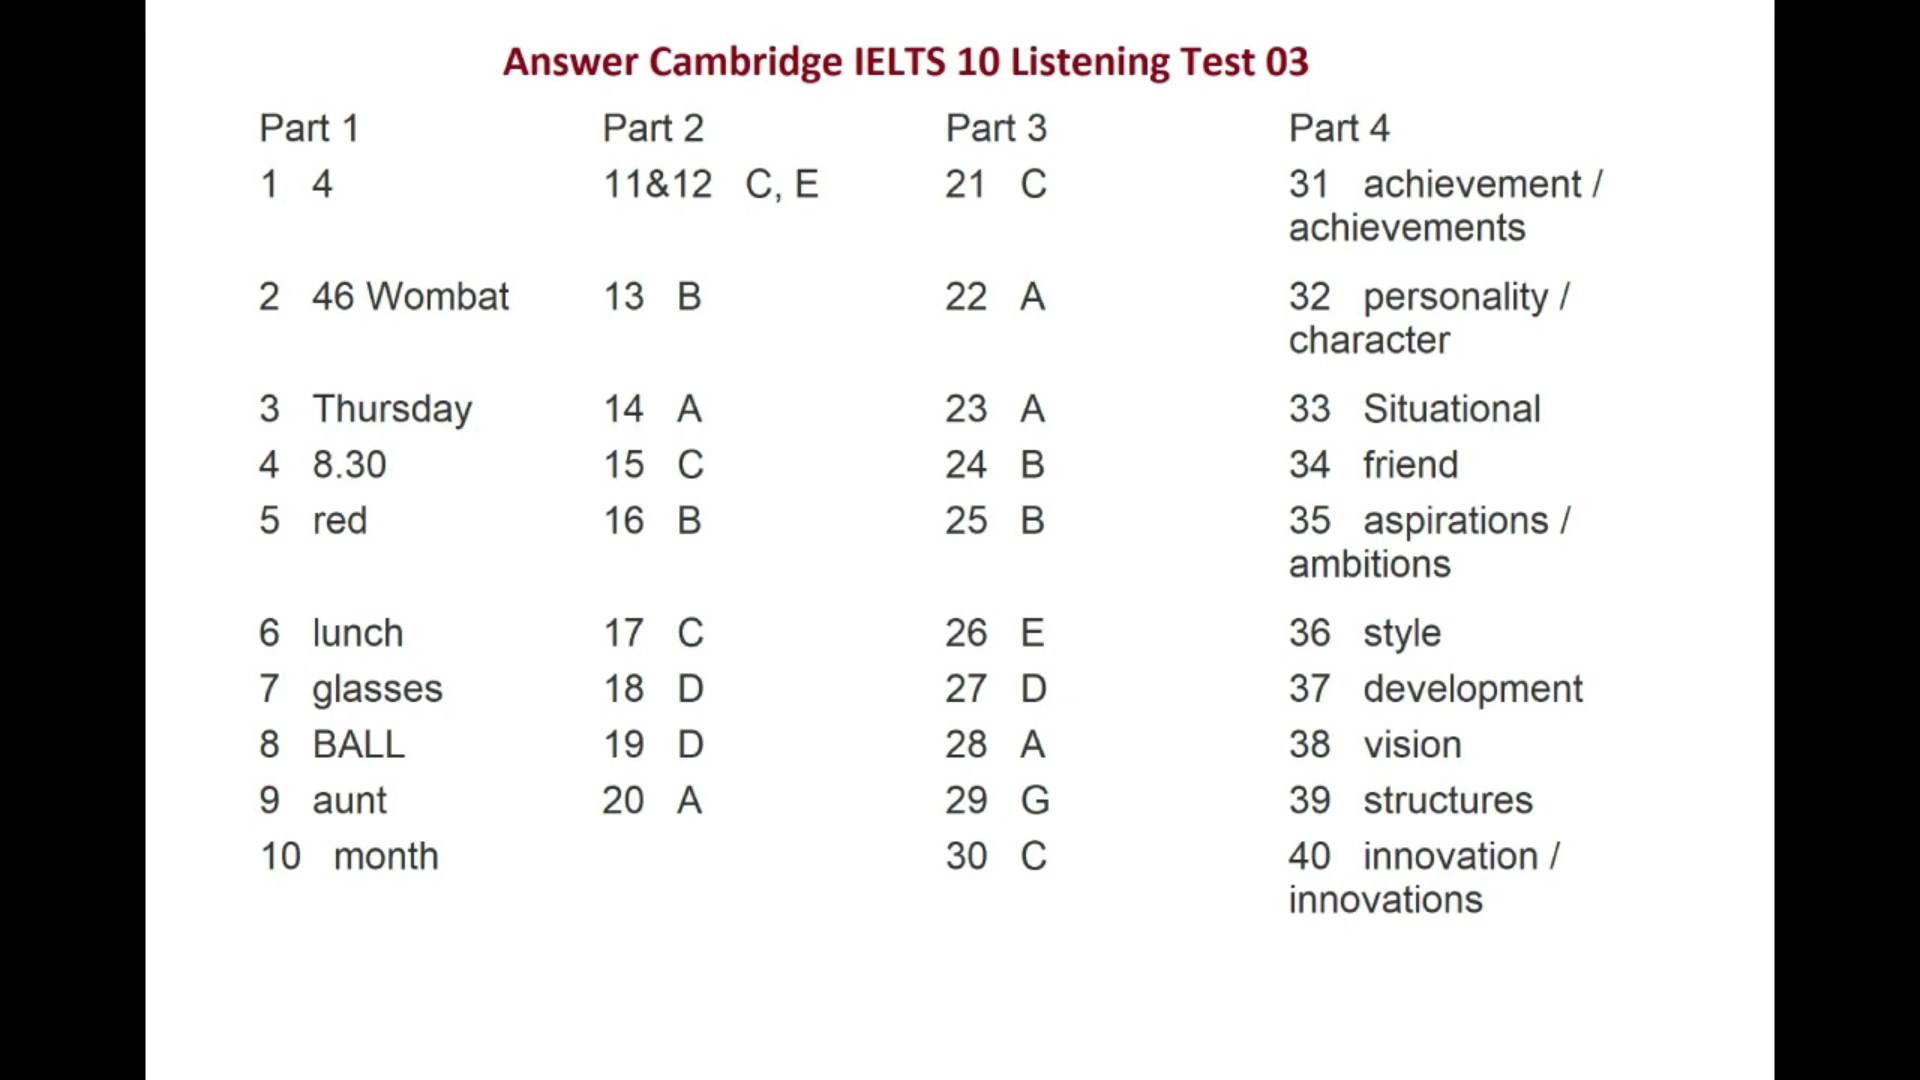 Answer Cambridge IELTS 10 Listening Test 03
Part 1
1 4
2 46 Wombat
3 Thursday
4 8.30
5 red
6 lunch
7 glasses
8 BALL
9 aunt
10 month
Part 2
11&12 C, E
13 B
14 A
15 C
16 B
17 C
18 D
19 D
20 A
Part 3
21 C
22 A
23 A
24 B
25 B
26 E
27 D
28 A
29 G
30 C
Part 4
31 achievement /
achievements
32 personality /
character
33 Situational
34 friend
35 aspirations /
ambitions
36 style
37 development
38 vision
39 structures
40 innovation /
innovations